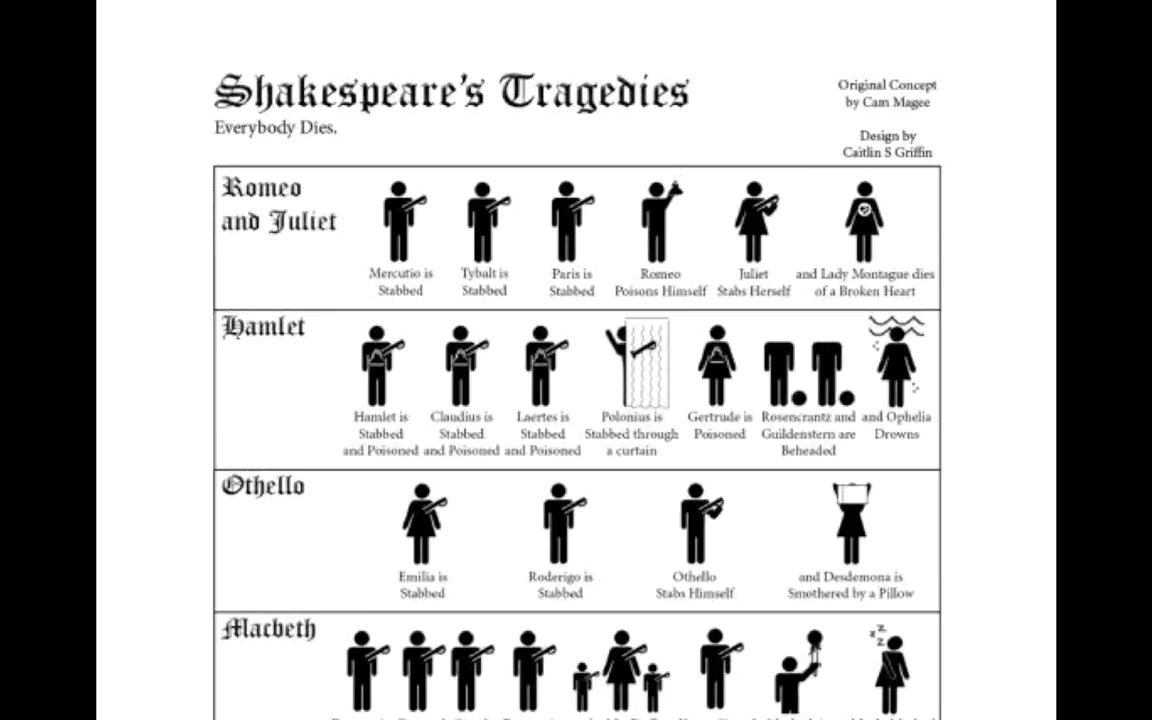 Shakespeare's Tragedies
Everybody Dies.
Original Concept
by Cam Magee
Design by
Caitlin S Griffin
Romeo
and Juliet
Mercutio is
Stabbed
Tybalt is
Stabbed
Paris is
Stabbed
Romeo
Poisons Himself
Juliet
Stabs Herself
and Lady Montague dies
of a Broken Heart
Hamlet
Hamlet is
Stabbed
and Poisoned
Claudius is
Stabbed
and Poisoned
Laertes is
Stabbed
and Poisoned
Polonius is
Stabbed through
a curtain
Gertrude is
Poisoned
Rosencrantz and
Guildenstern are
Beheaded
and Ophelia
Drowns
Othello
Emilia is
Stabbed
Roderigo is
Stabbed
Othello
Stabs Himself
and Desdemona is
Smothered by a Pillow
Macbeth
z z
z